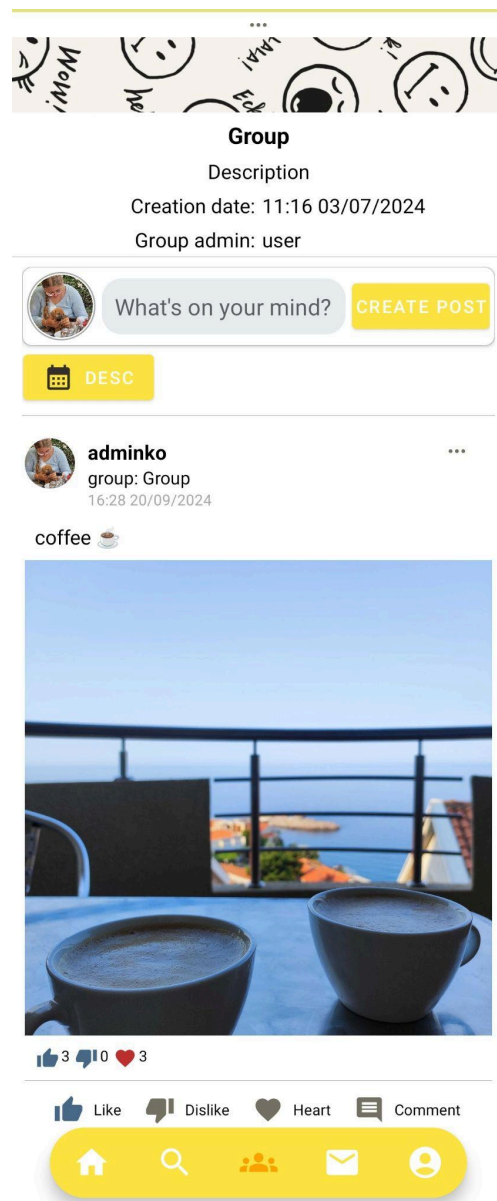 Wow!
Group
Description
Creation date: 11:16 03/07/2024
Group admin: user
What's on your mind?
CREATE POST
DESC
adminko
group: Group
16:28 20/09/2024
coffee ☕
3 0 3
Like Dislike Heart Comment